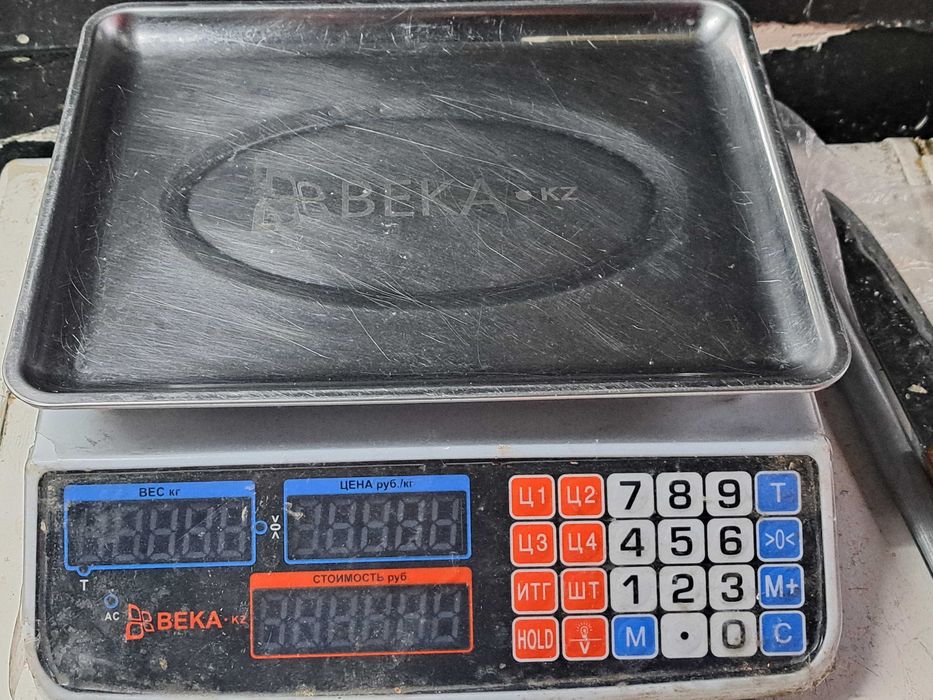 BEKA.KZ
ВЕС кг
ЦЕНА руб./кг
T
СТОИМОСТЬ руб
AC
BEKA.KZ
>0<
Ц1 Ц2 7 8 9 T
Ц3 Ц4 4 5 6 >0<
ИТГ ШТ 1 2 3 M+
HOLD V M . 0 C